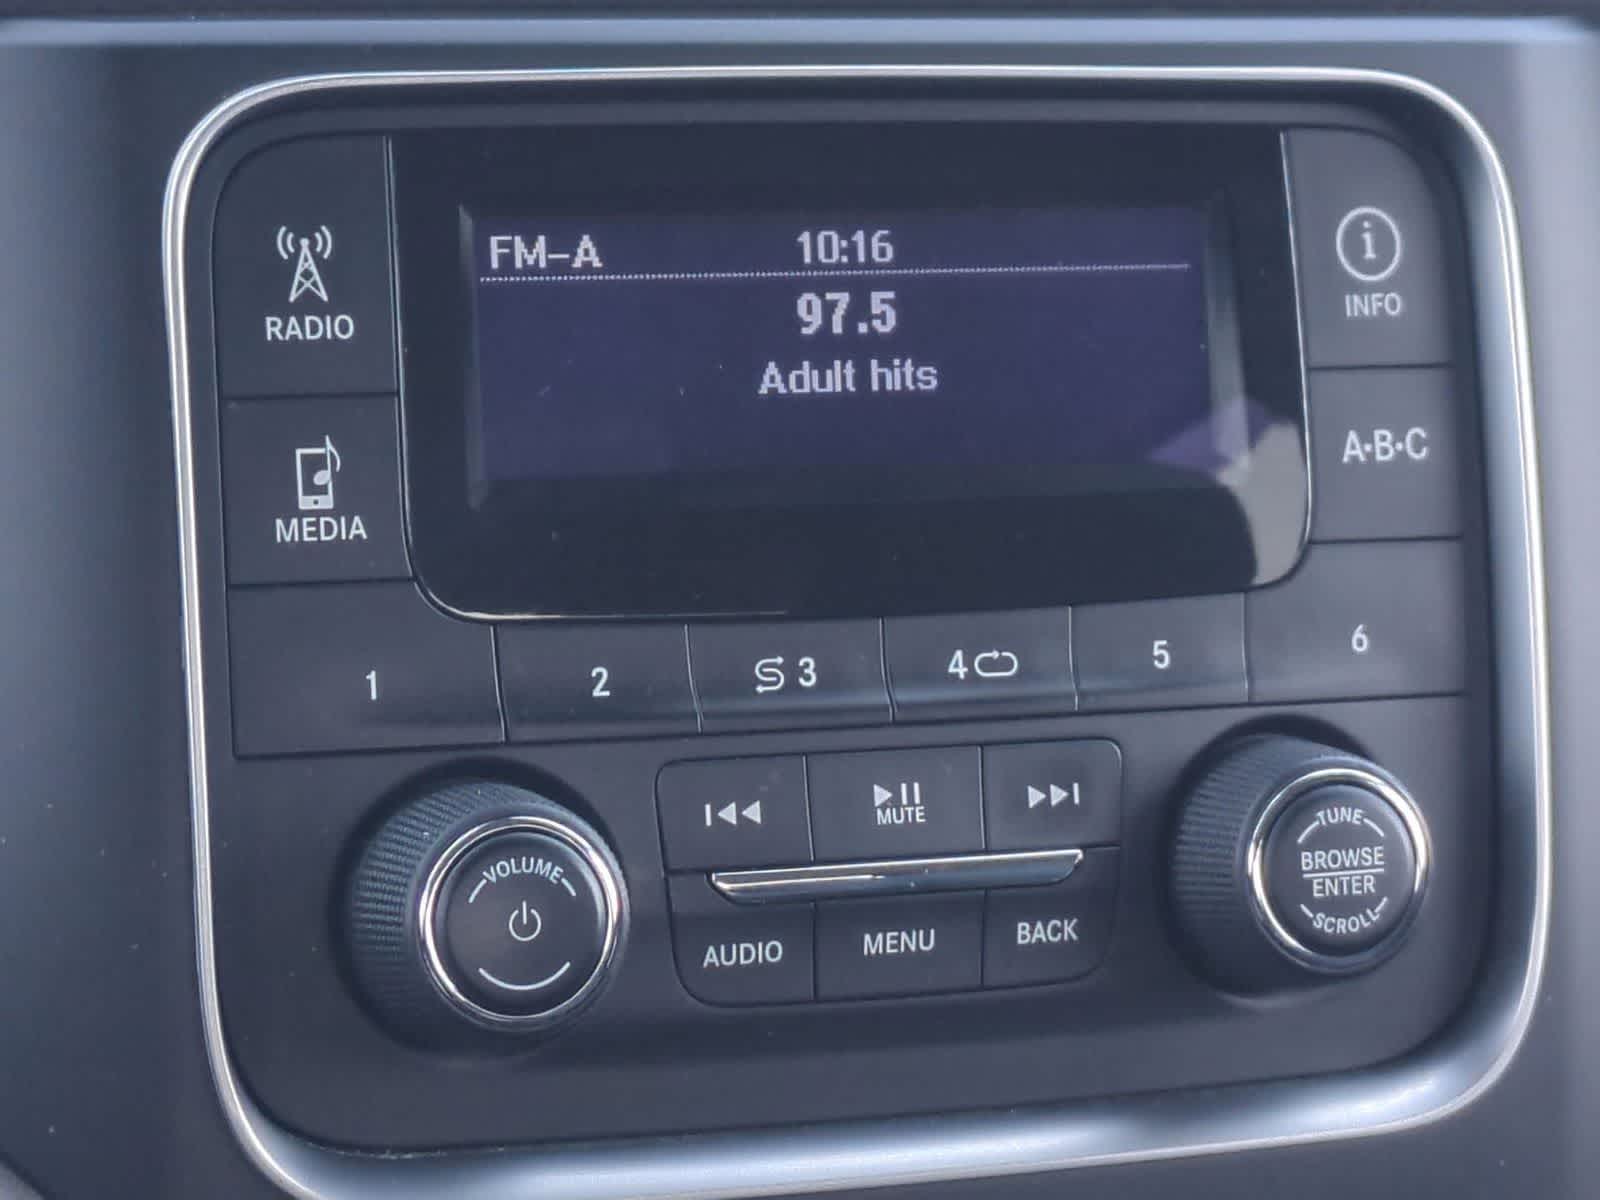 FM-A 10:16
97.5
Adult hits
RADIO
INFO
MEDIA
A·B·C
1 2 3 4 5 6
MUTE
VOLUME
AUDIO MENU BACK
TUNE
BROWSE
ENTER
SCROLL